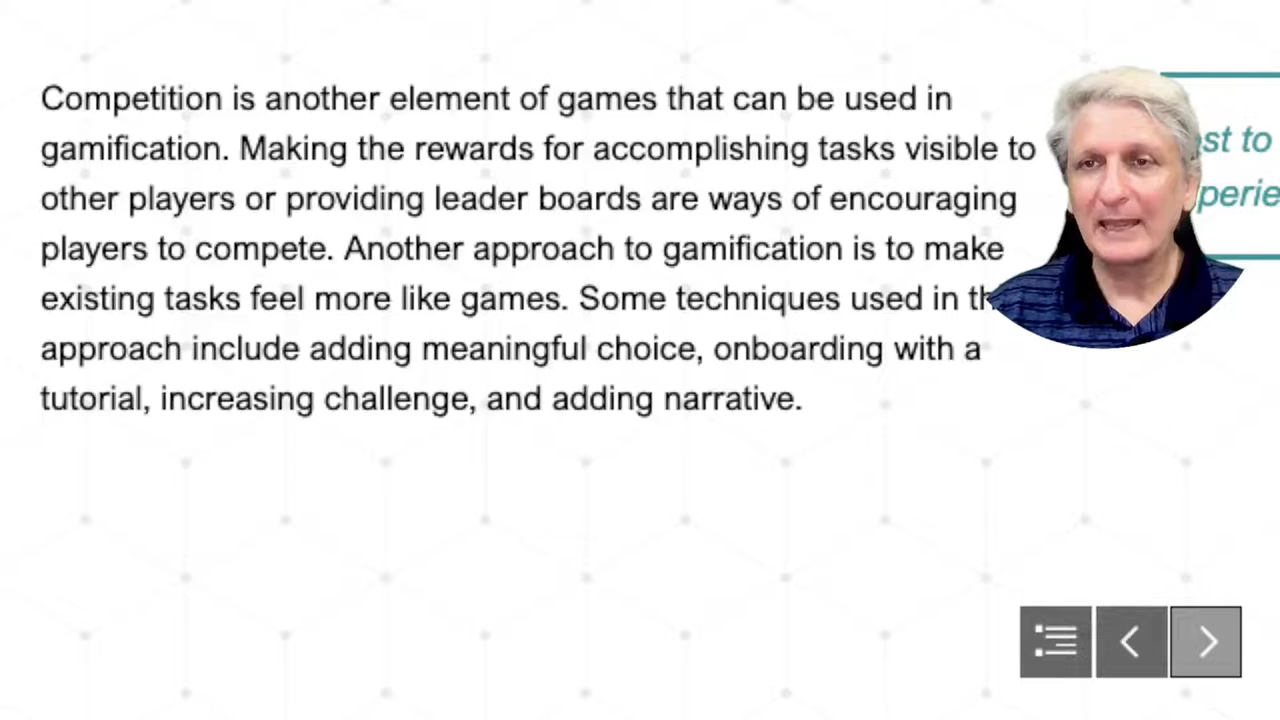 Competition is another element of games that can be used in
gamification. Making the rewards for accomplishing tasks visible to
other players or providing leader boards are ways of encouraging
players to compete. Another approach to gamification is to make
existing tasks feel more like games. Some techniques used in
approach include adding meaningful choice, onboarding with a
tutorial, increasing challenge, and adding narrative.
to